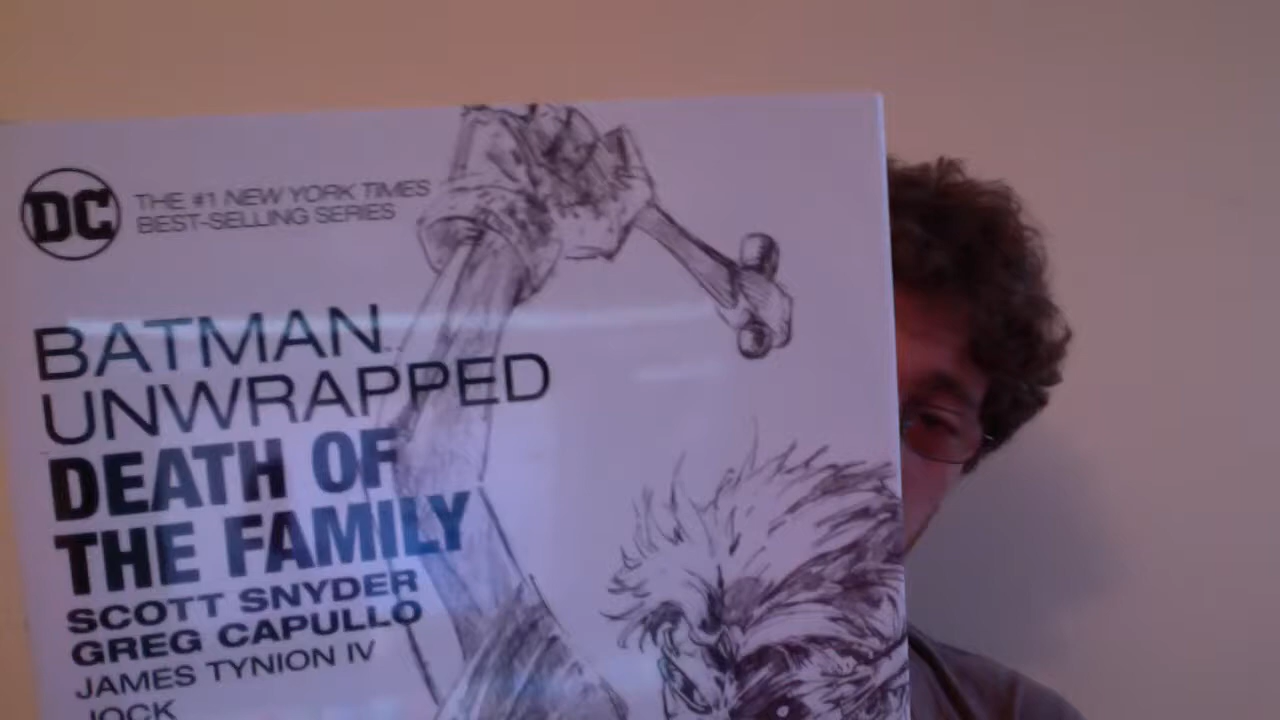 DC
THE #1 NEW YORK TIMES
BEST-SELLING SERIES
BATMAN
UNWRAPPED
DEATH OF
THE FAMILY
SCOTT SNYDER
GREG CAPULLO
JAMES TYNION IV
JOCK